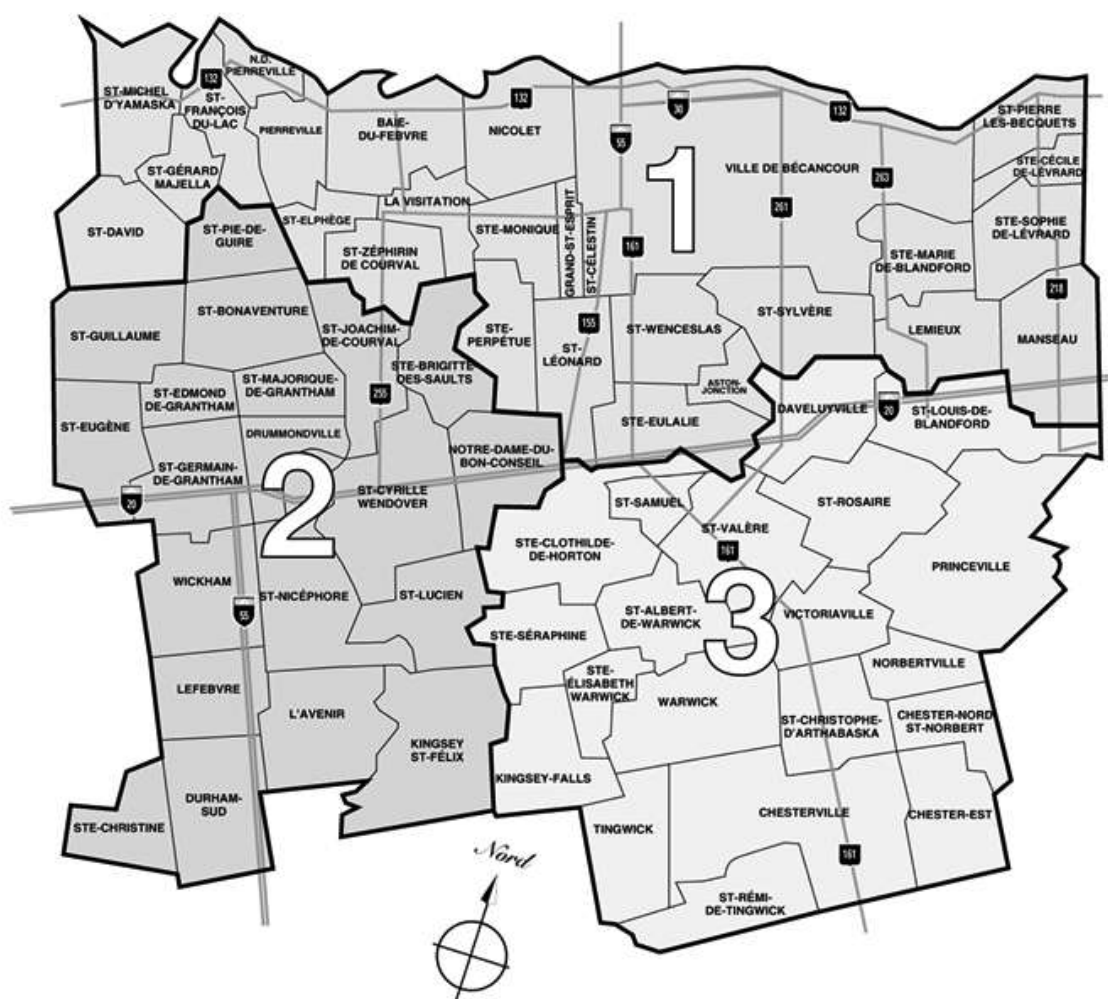 N.D.
PIERREVILLE
ST-MICHEL
D'YAMASKA
132
ST-
FRANÇOIS
DU-LAC
PIERREVILLE
BAIE-
DU-FEBVRE
132
NICOLET
30
55
132
ST-PIERRE
LES-BECQUETS
1
VILLE DE BÉCANCOUR
263
STE-CÉCILE
DE-LÉVRARD
ST-GÉRARD
MAJELLA
LA VISITATION
ST-ELPHÈGE
261
STE-SOPHIE
DE-LÉVRARD
ST-DAVID
ST-PIE-DE-
GUIRE
ST-ZÉPHIRIN
DE COURVAL
STE-MONIQUE
GRAND-ST-ESPRIT
ST-CÉLESTIN
161
STE-MARIE
DE-BLANDFORD
218
ST-GUILLAUME
ST-BONAVENTURE
ST-JOACHIM-
DE-COURVAL
STE-
PERPÉTUE
155
ST-
LÉONARD
ST-WENCESLAS
ST-SYLVÈRE
LEMIEUX
MANSEAU
STE-BRIGITTE
DES-SAULTS
ST-EDMOND
DE-GRANTHAM
ST-MAJORIQUE-
DE-GRANTHAM
255
ASTON-
JONCTION
DAVELUYVILLE
20
ST-LOUIS-DE-
BLANDFORD
ST-EUGÈNE
DRUMMONDVILLE
STE-EULALIE
NOTRE-DAME-DU-
BON-CONSEIL
ST-GERMAIN-
DE-GRANTHAM
2
20
ST-CYRILLE
WENDOVER
ST-SAMUEL
ST-ROSAIRE
ST-VALÈRE
161
STE-CLOTHILDE-
DE-HORTON
PRINCEVILLE
WICKHAM
55
ST-NICÉPHORE
ST-LUCIEN
3
ST-ALBERT-
DE-WARWICK
VICTORIAVILLE
STE-SÉRAPHINE
NORBERTVILLE
STE-
ÉLISABETH
WARWICK
LEFEBVRE
WARWICK
L'AVENIR
ST-CHRISTOPHE-
D'ARTHABASKA
CHESTER-NORD
ST-NORBERT
KINGSEY
ST-FÉLIX
KINGSEY-FALLS
DURHAM-
SUD
STE-CHRISTINE
TINGWICK
CHESTERVILLE
CHESTER-EST
161
Nord
ST-RÉMI-
DE-TINGWICK